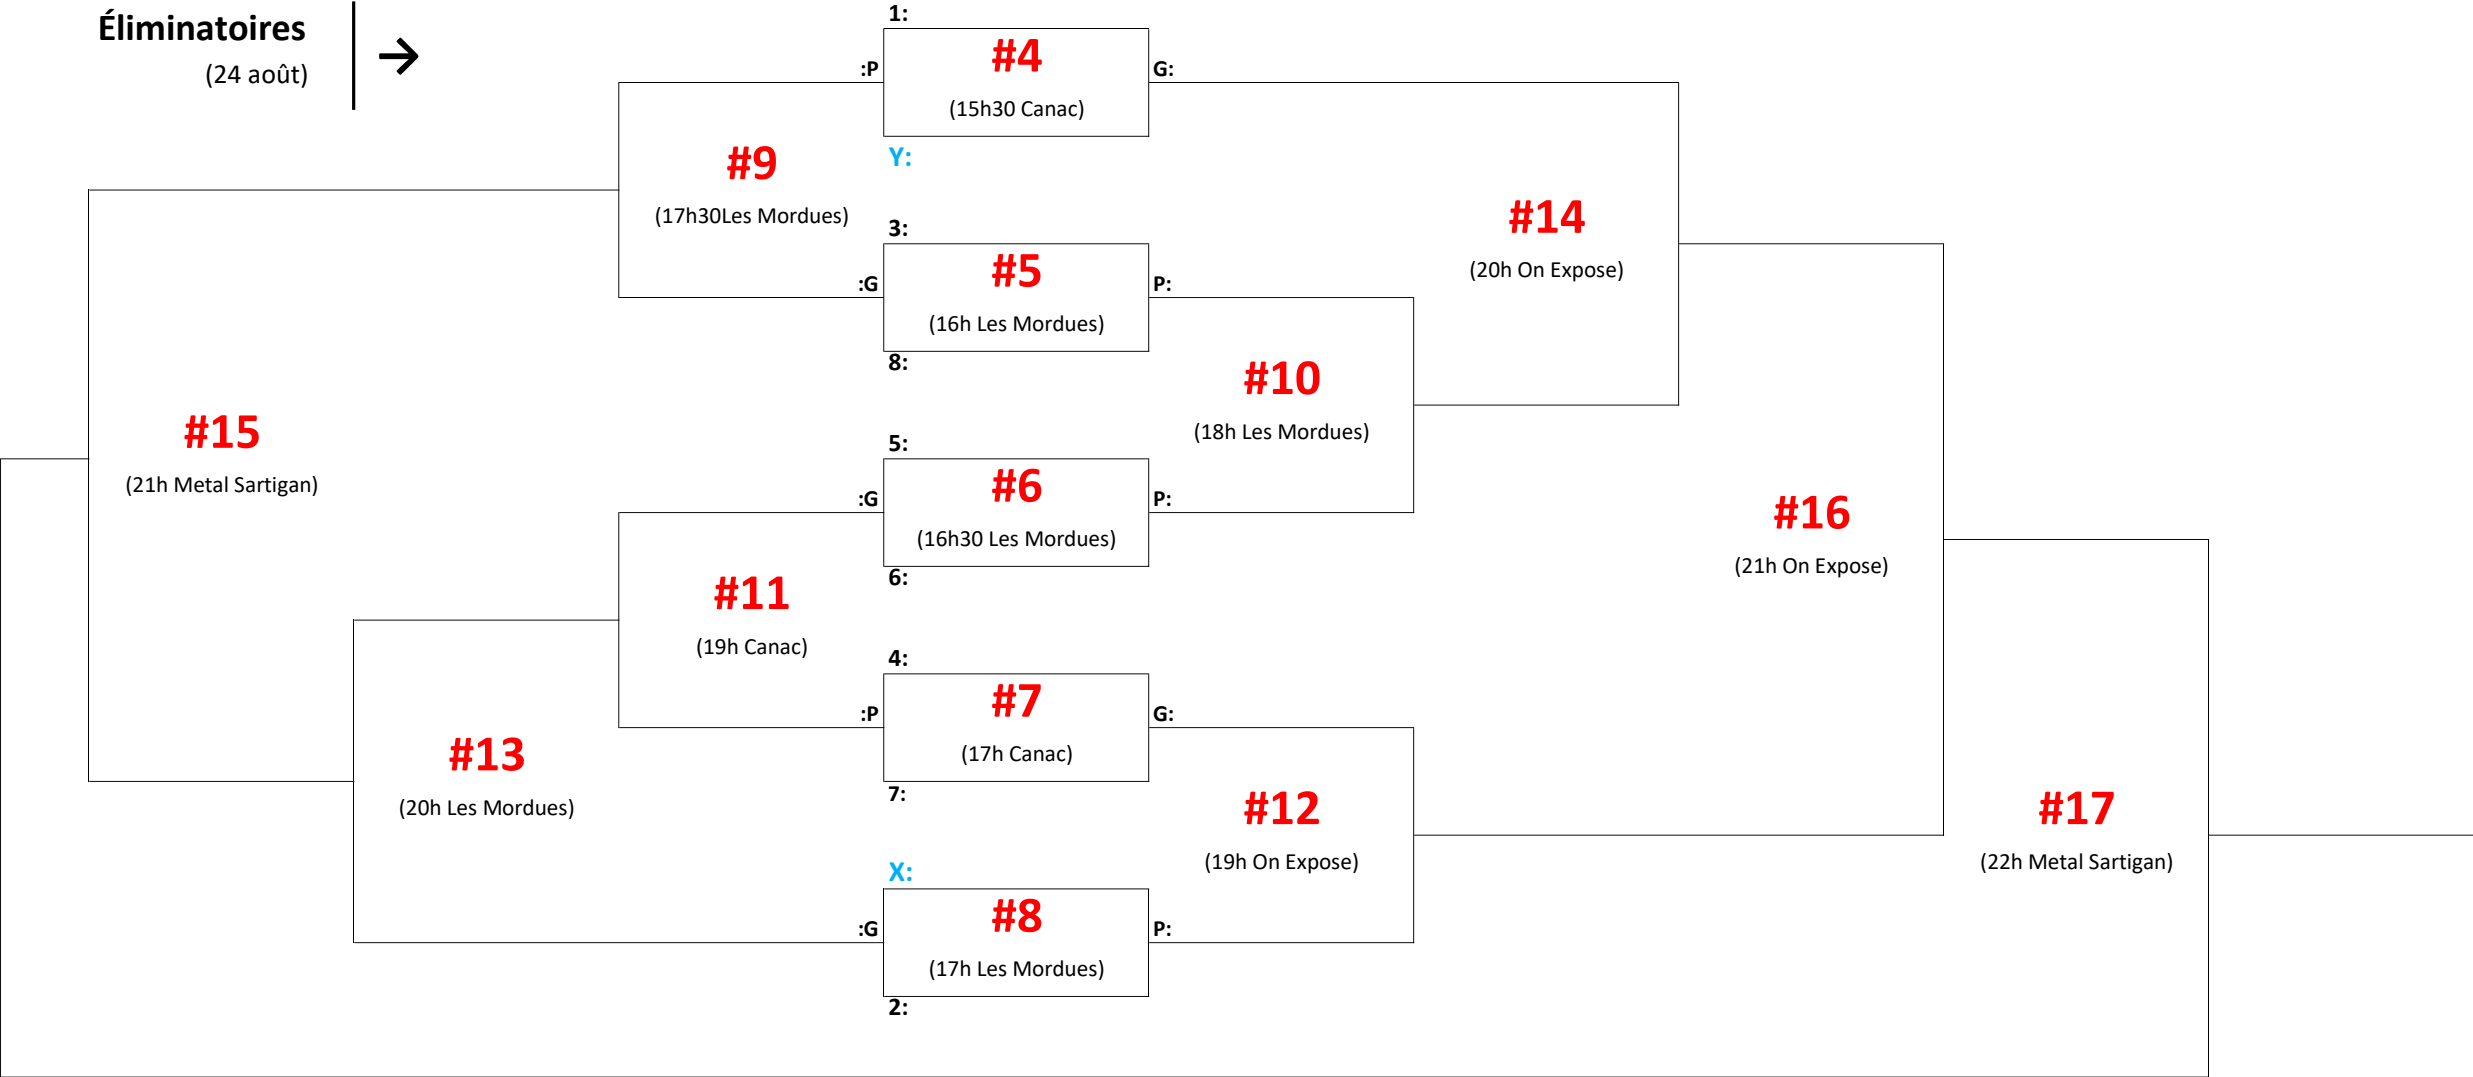 Éliminatoires
(24 août)
→
1:
#4
(15h30 Canac)
:P
G:
Y:
#9
(17h30Les Mordues)
3:
#5
(16h Les Mordues)
:G
P:
8:
#14
(20h On Expose)
#10
(18h Les Mordues)
#15
(21h Metal Sartigan)
5:
#6
(16h30 Les Mordues)
:G
P:
6:
#16
(21h On Expose)
#11
(19h Canac)
4:
#7
(17h Canac)
:P
G:
7:
#13
(20h Les Mordues)
#12
(19h On Expose)
#17
(22h Metal Sartigan)
X:
#8
(17h Les Mordues)
:G
P:
2: